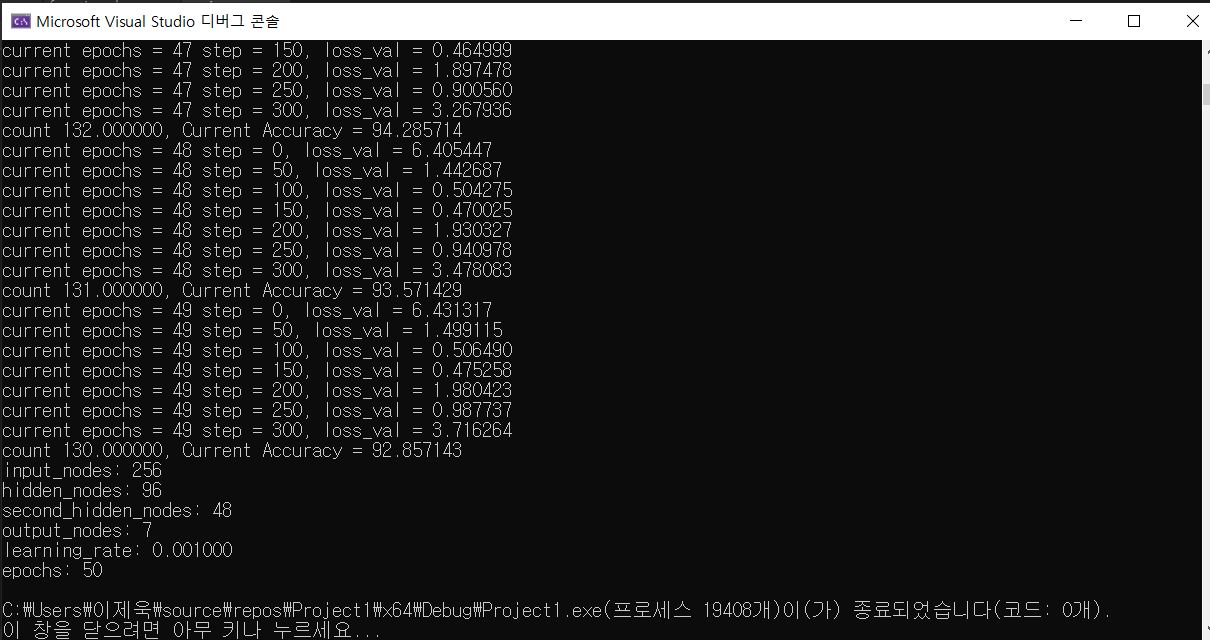 Microsoft Visual Studio 디버그 콘솔
current epochs = 47 step = 150, loss_val = 0.464999
current epochs = 47 step = 200, loss_val = 1.897478
current epochs = 47 step = 250, loss_val = 0.900560
current epochs = 47 step = 300, loss_val = 3.267936
count 132.000000, Current Accuracy = 94.285714
current epochs = 48 step = 0, loss_val = 6.405447
current epochs = 48 step = 50, loss_val = 1.442687
current epochs = 48 step = 100, loss_val = 0.504275
current epochs = 48 step = 150, loss_val = 0.470025
current epochs = 48 step = 200, loss_val = 1.930327
current epochs = 48 step = 250, loss_val = 0.940978
current epochs = 48 step = 300, loss_val = 3.478083
count 131.000000, Current Accuracy = 93.571429
current epochs = 49 step = 0, loss_val = 6.431317
current epochs = 49 step = 50, loss_val = 1.499115
current epochs = 49 step = 100, loss_val = 0.506490
current epochs = 49 step = 150, loss_val = 0.475258
current epochs = 49 step = 200, loss_val = 1.980423
current epochs = 49 step = 250, loss_val = 0.987737
current epochs = 49 step = 300, loss_val = 3.716264
count 130.000000, Current Accuracy = 92.857143
input_nodes: 256
hidden_nodes: 96
second_hidden_nodes: 48
output_nodes: 7
learning_rate: 0.001000
epochs: 50
C:₩Users₩이제욱₩source₩repos₩Project1₩x64₩Debug₩Project1.exe(프로세스 19408개)이(가) 종료되었습니다(코드: 0개).
이 창을 닫으려면 아무 키나 누르세요...